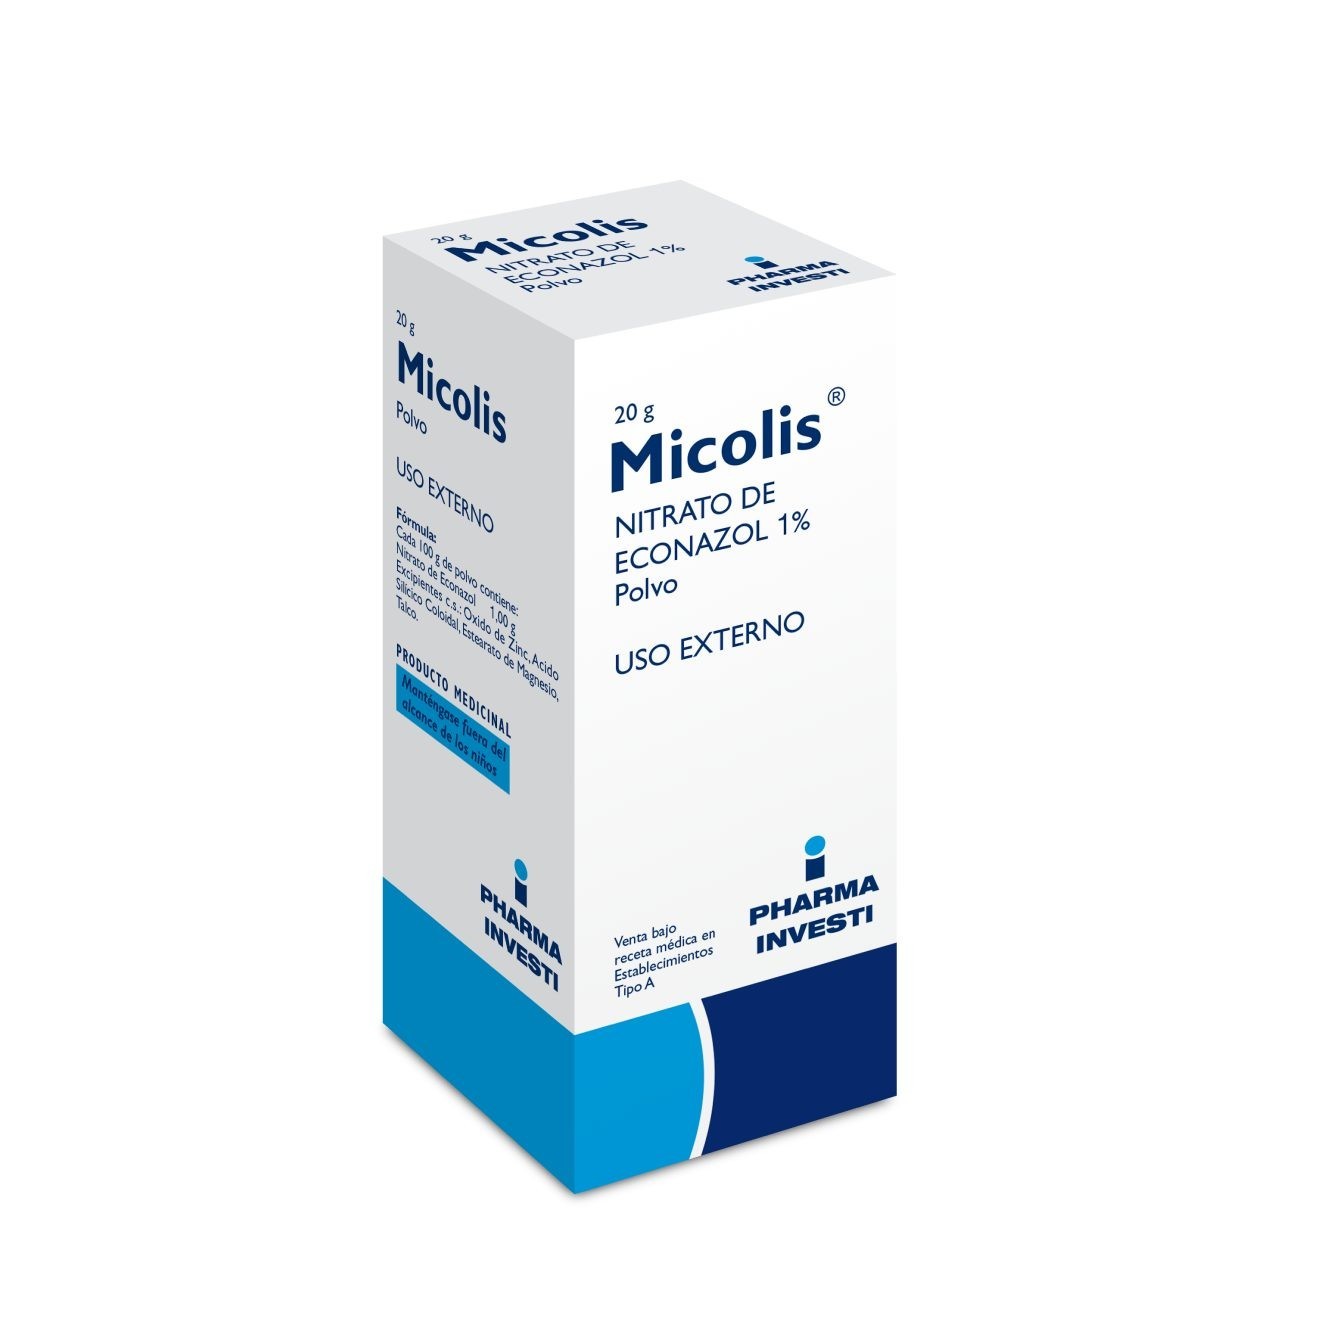 20 g
Micolis
NITRATO DE
ECONAZOL 1%
Polvo
PHARMA
INVESTI
20 g
Micolis
Polvo
USO EXTERNO
Fórmula:
Cada 100 g de polvo contiene:
Nitrato de Econazol 1,00 g
Excipientes c.s.: Oxido de Zinc, Acido
Silícico Coloidal, Estearato de Magnesio,
Talco.
PRODUCTO MEDICINAL
Manténgase fuera del
alcance de los niños
PHARMA
INVESTI
20 g
Micolis®
NITRATO DE
ECONAZOL 1%
Polvo
USO EXTERNO
Venta bajo
receta médica en
Establecimientos
Tipo A
PHARMA
INVESTI